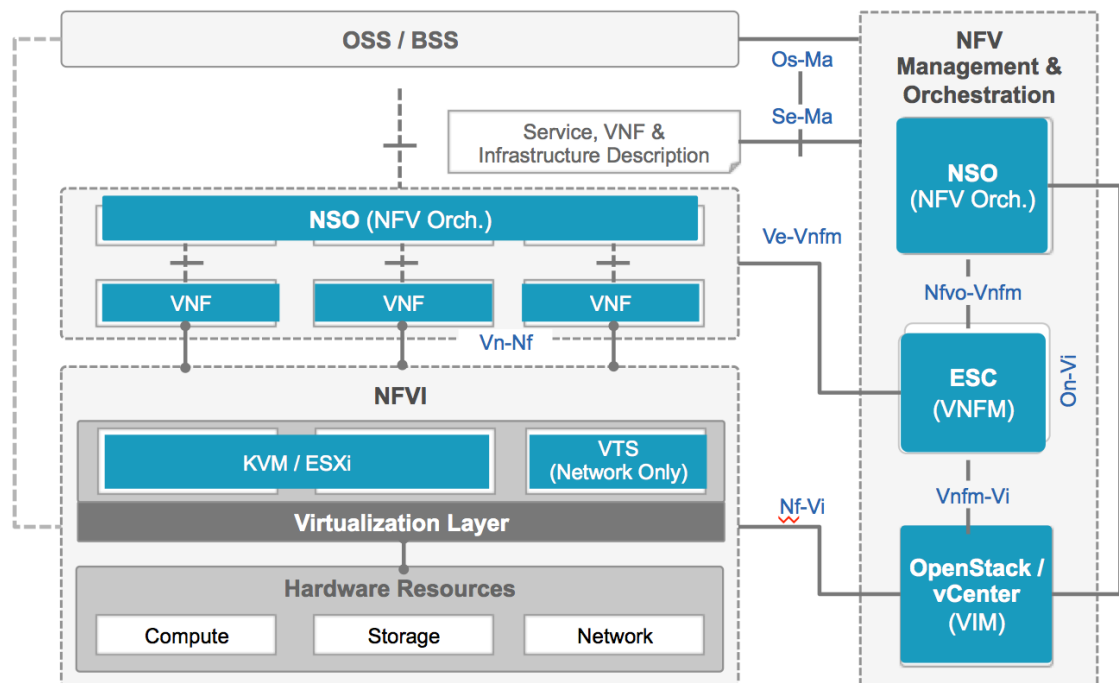 OSS / BSS
Os-Ma
Se-Ma
Service, VNF &
Infrastructure Description
NSO (NFV Orch.)
VNF
VNF
VNF
Vn-Nf
Ve-Vnfm
NFVI
KVM / ESXi
VTS
(Network Only)
Virtualization Layer
Hardware Resources
Compute
Storage
Network
Nf-Vi
NFV
Management &
Orchestration
NSO
(NFV Orch.)
Nfvo-Vnfm
ESC
(VNFM)
On-Vi
Vnfm-Vi
OpenStack /
vCenter
(VIM)